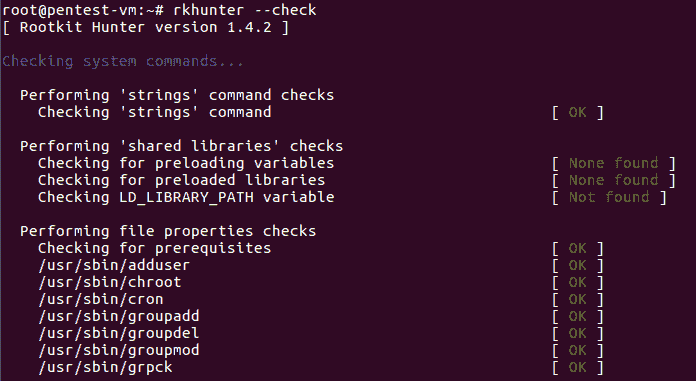 root@pentest-vm:~# rkhunter --check
[ Rootkit Hunter version 1.4.2 ]
Checking system commands...
Performing 'strings' command checks
Checking 'strings' command [ OK ]
Performing 'shared libraries' checks
Checking for preloading variables [ None found ]
Checking for preloaded libraries [ None found ]
Checking LD_LIBRARY_PATH variable [ Not found ]
Performing file properties checks
Checking for prerequisites [ OK ]
/usr/sbin/adduser [ OK ]
/usr/sbin/chroot [ OK ]
/usr/sbin/cron [ OK ]
/usr/sbin/groupadd [ OK ]
/usr/sbin/groupdel [ OK ]
/usr/sbin/groupmod [ OK ]
/usr/sbin/grpck [ OK ]